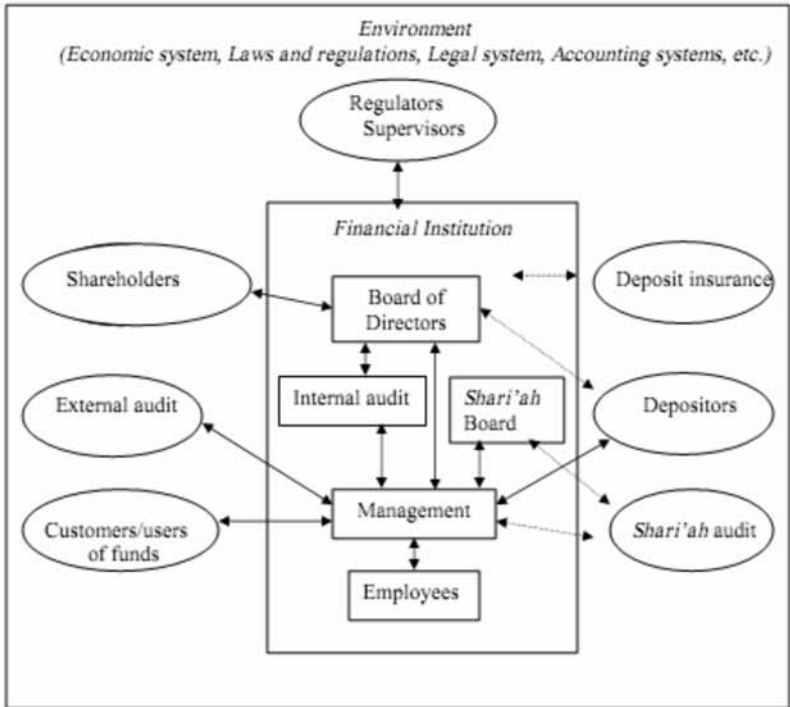 Environment
(Economic system, Laws and regulations, Legal system, Accounting systems, etc.)
Regulators
Supervisors
Financial Institution
Shareholders
Board of
Directors
Deposit insurance
External audit
Internal audit
Shari'ah
Board
Depositors
Customers/users
of funds
Management
Shari'ah audit
Employees